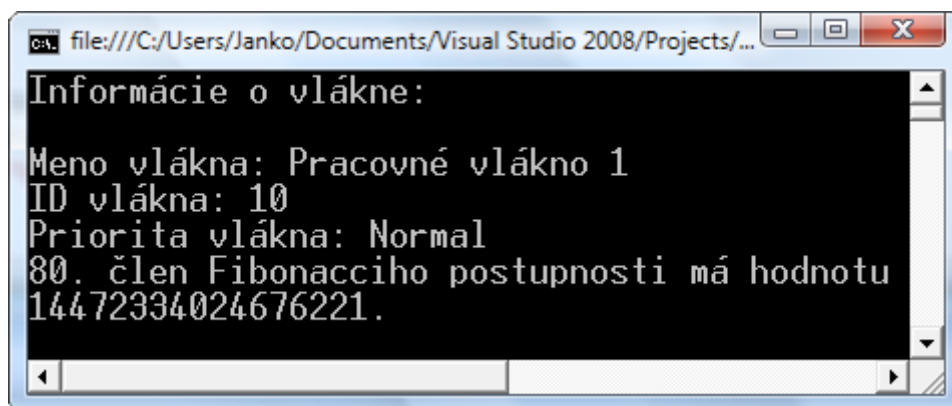 file:///C:/Users/Janko/Documents/Visual Studio 2008/Projects/...
Informácie o vlákne:
Meno vlákna: Pracovné vlákno 1
ID vlákna: 10
Priorita vlákna: Normal
80. člen Fibonacciho postupnosti má hodnotu
14472334024676221.